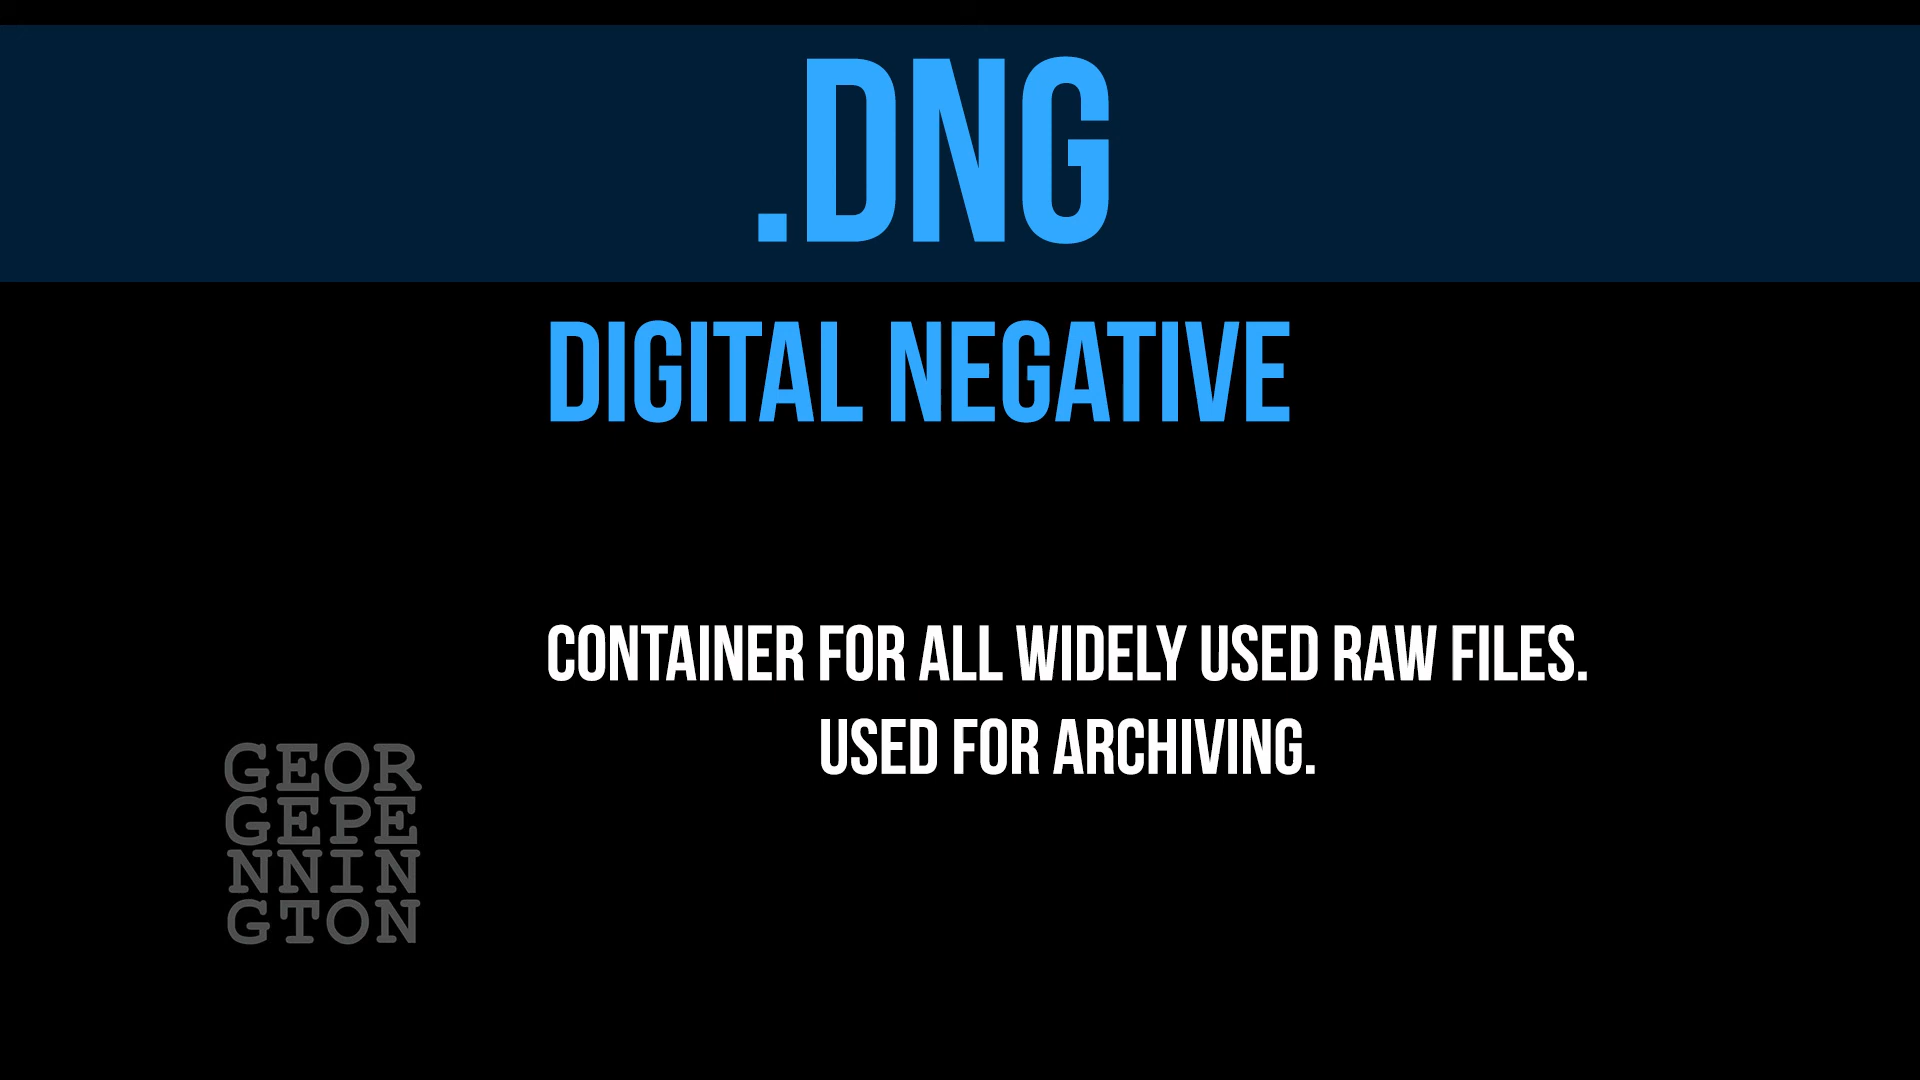 .DNG
DIGITAL NEGATIVE
CONTAINER FOR ALL WIDELY USED RAW FILES.
USED FOR ARCHIVING.
GEOR
GEPE
NNIN
GTON